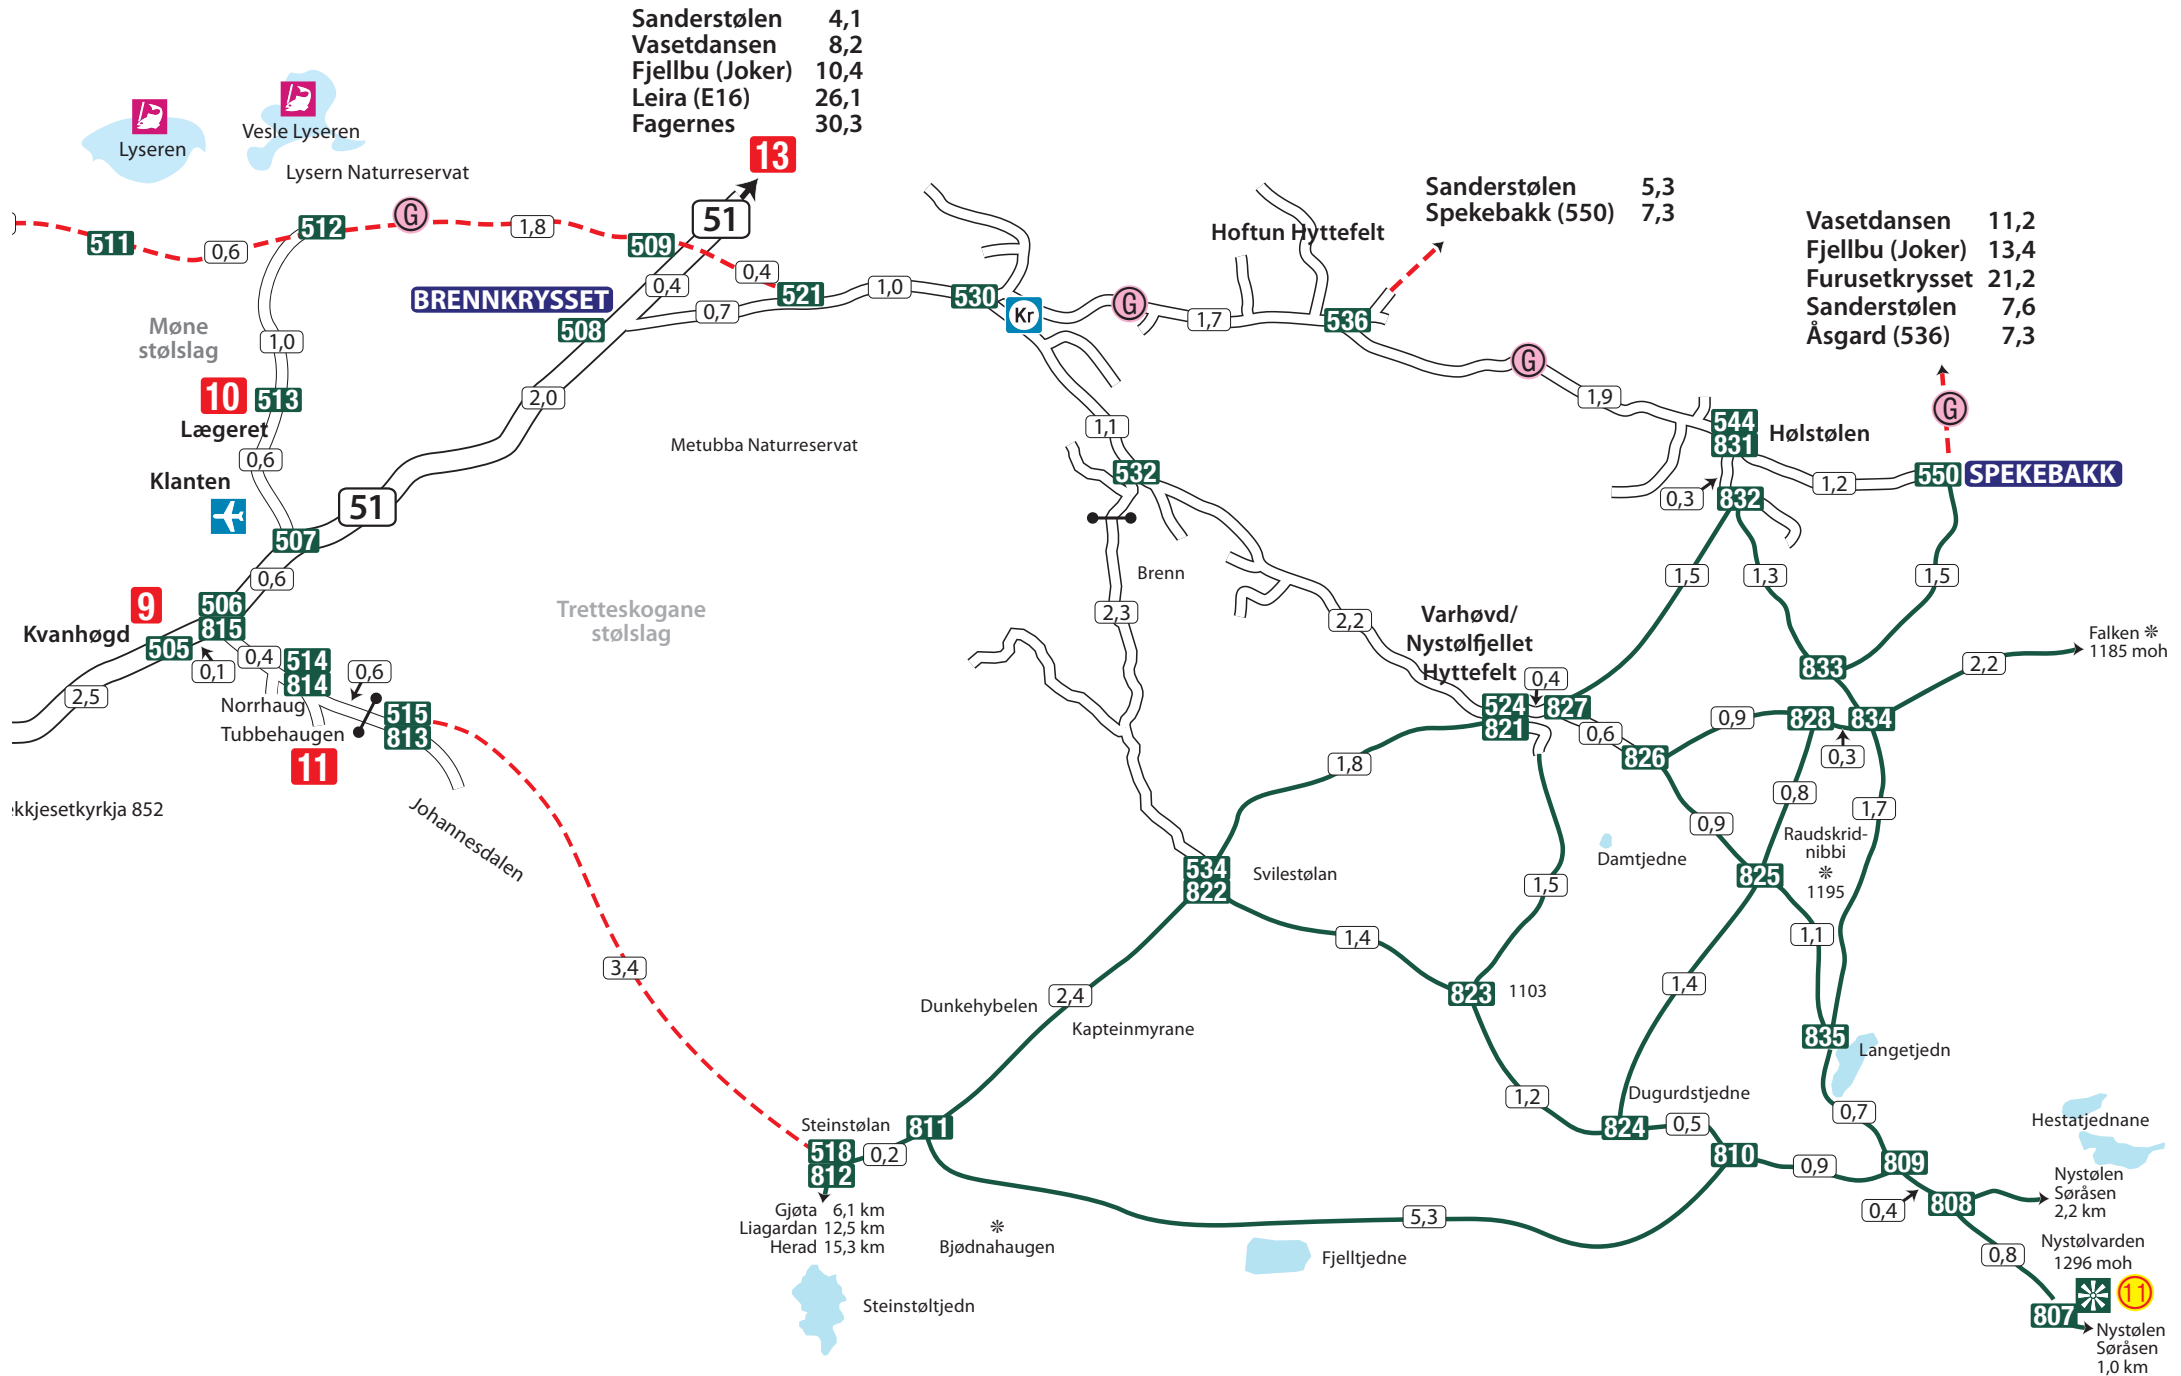 Sanderstølen 4,1
Vasetdansen 8,2
Fjellbu (Joker) 10,4
Leira (E16) 26,1
Fagernes 30,3
13
Lyseren
Vesle Lyseren
Lysern Naturreservat
Sanderstølen 5,3
Spekebakk (550) 7,3
Vasetdansen 11,2
Fjellbu (Joker) 13,4
Furusetkrysset 21,2
Sanderstølen 7,6
Åsgard (536) 7,3
Hoftun Hyttefelt
511
0,6
512
G
1,8
509
51
0,4
0,4
521
BRENNKRYSSET
508
0,7
1,0
530
Kr
G
1,7
536
G
1,9
G
Møne
stølslag
1,0
10
513
Lægeret
0,6
2,0
Klanten
51
507
Metubba Naturreservat
1,1
532
544
831
Hølstølen
0,3
832
1,2
550
SPEKEBAKK
0,6
9
506
815
Kvanhøgd
505
0,1
0,4
514
814
0,6
2,5
Norrhaug
Tubbehaugen
515
813
11
Johannesdalen
ekkjesetkyrkja 852
Tretteskogane
stølslag
Brenn
2,3
2,2
Varhøvd/
Nystølfjellet
Hyttefelt
0,4
524
821
827
1,5
1,3
1,5
833
Falken
1185 moh
2,2
0,6
826
0,9
828
834
0,3
1,8
0,8
1,7
0,9
Damtjedne
Raudskrid-
nibbi
1195
825
534
822
Svilestølan
1,5
1,4
1,1
3,4
823
1103
1,4
Dunkehybelen
2,4
Kapteinmyrane
835
Langetjedn
1,2
Dugurdstjedne
0,7
824
0,5
810
0,9
809
Hestatjednane
Steinstølan
811
518
812
0,2
Gjøta 6,1 km
Liagardan 12,5 km
Herad 15,3 km
Bjødnahaugen
5,3
Fjelltjedne
Steinstøltjedn
0,4
808
Nystølen
Søråsen
2,2 km
0,8
Nystølvarden
1296 moh
11
807
Nystølen
Søråsen
1,0 km